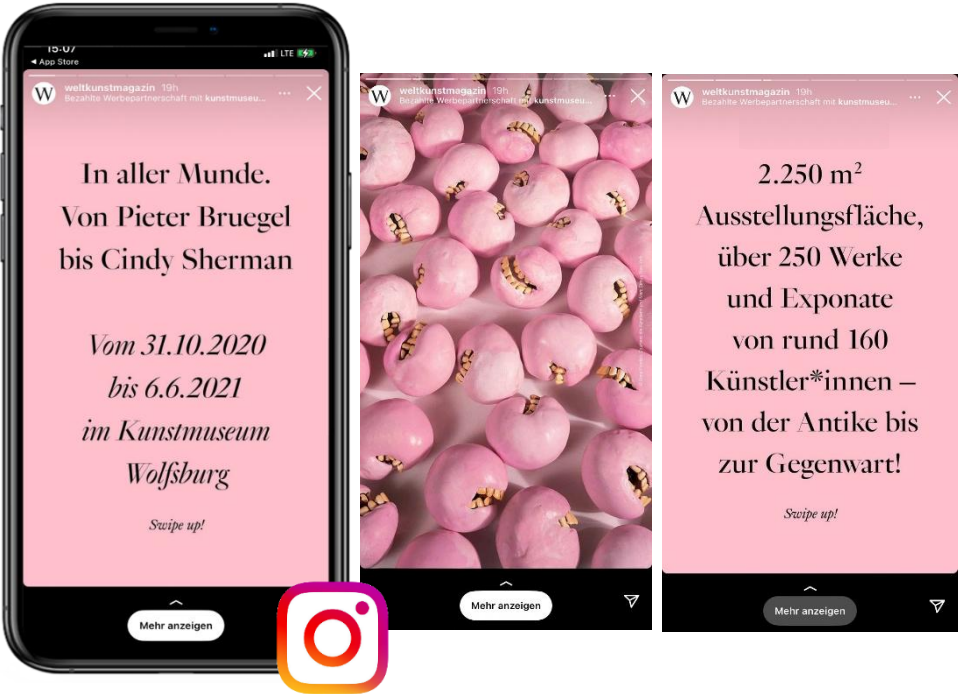 15:07
LTE
App Store
W
weltkunstmagazin 19h
Bezahlte Werbepartnerschaft mit kunstmuseu...
In aller Munde.
Von Pieter Bruegel
bis Cindy Sherman
Vom 31.10.2020
bis 6.6.2021
im Kunstmuseum
Wolfsburg
Swipe up!
Mehr anzeigen
W
weltkunstmagazin 19h
Bezahlte Werbepartnerschaft mit kunstmuseu...
Mehr anzeigen
W
weltkunstmagazin 19h
Bezahlte Werbepartnerschaft mit kunstmuseu...
2.250 m²
Ausstellungsfläche,
über 250 Werke
und Exponate
von rund 160
Künstler*innen –
von der Antike bis
zur Gegenwart!
Swipe up!
Mehr anzeigen